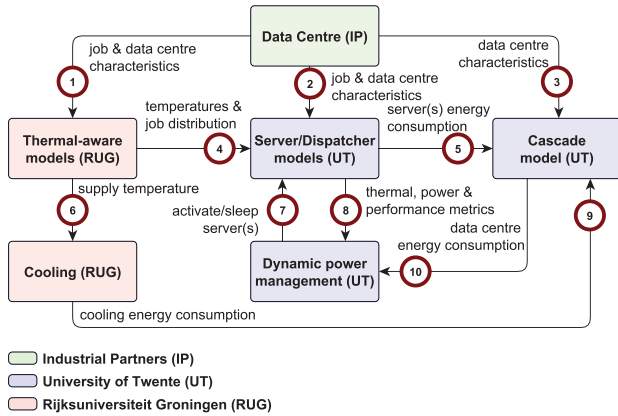 Data Centre (IP)
job & data centre
characteristics
1
job & data centre
characteristics
2
data centre
characteristics
3
Thermal-aware
models (RUG)
temperatures &
job distribution
4
Server/Dispatcher
models (UT)
server(s) energy
consumption
5
Cascade
model (UT)
supply temperature
6
activate/sleep
server(s)
7
thermal, power &
performance metrics
8
data centre
energy consumption
9
10
Cooling (RUG)
Dynamic power
management (UT)
cooling energy consumption
Industrial Partners (IP)
University of Twente (UT)
Rijksuniversiteit Groningen (RUG)